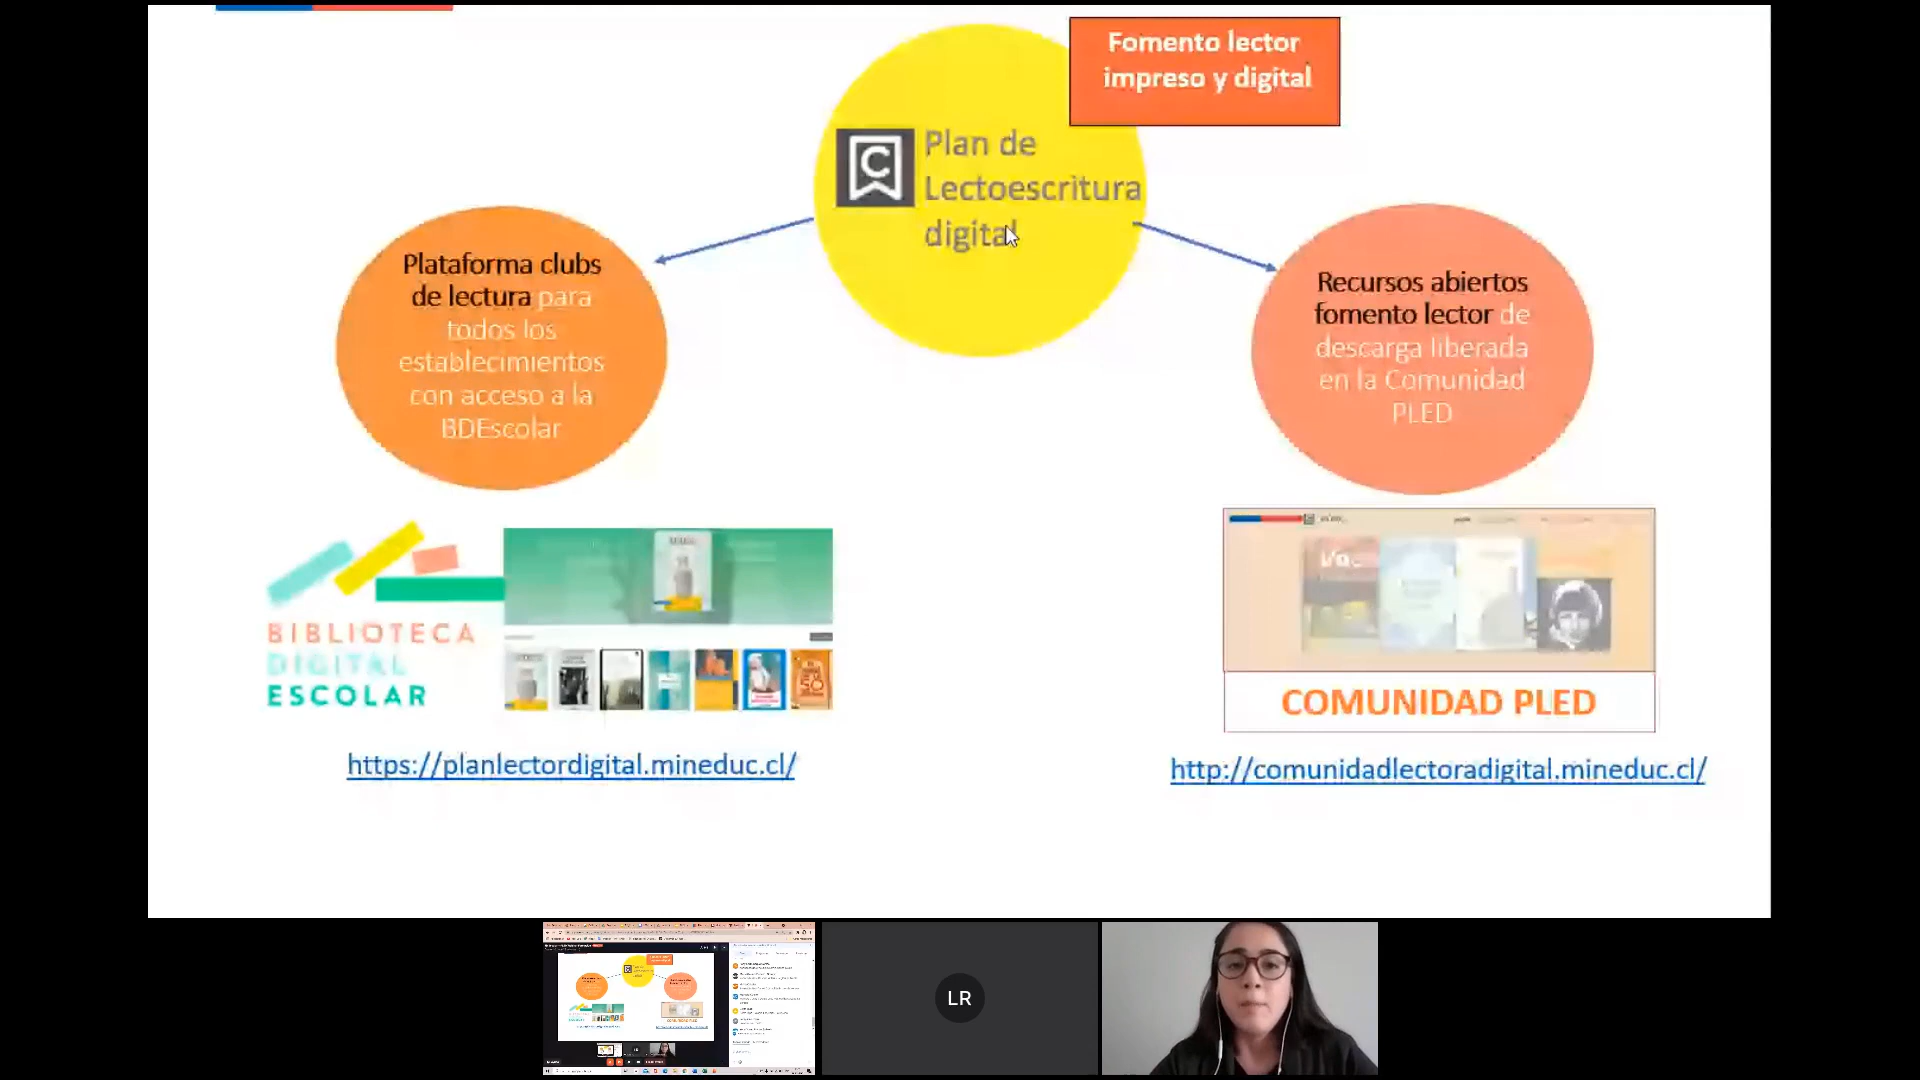 Fomento lector
impreso y digital
C
Plan de
Lectoescritura
digital
Plataforma clubs
de lectura para
todos los
establecimientos
con acceso a la
BDEscolar
Recursos abiertos
fomento lector de
descarga liberada
en la Comunidad
PLED
BIBLIOTECA
DIGITAL
ESCOLAR
COMUNIDAD PLED
https://planlectordigital.mineduc.cl/
http://comunidadlectoradigital.mineduc.cl/
LR